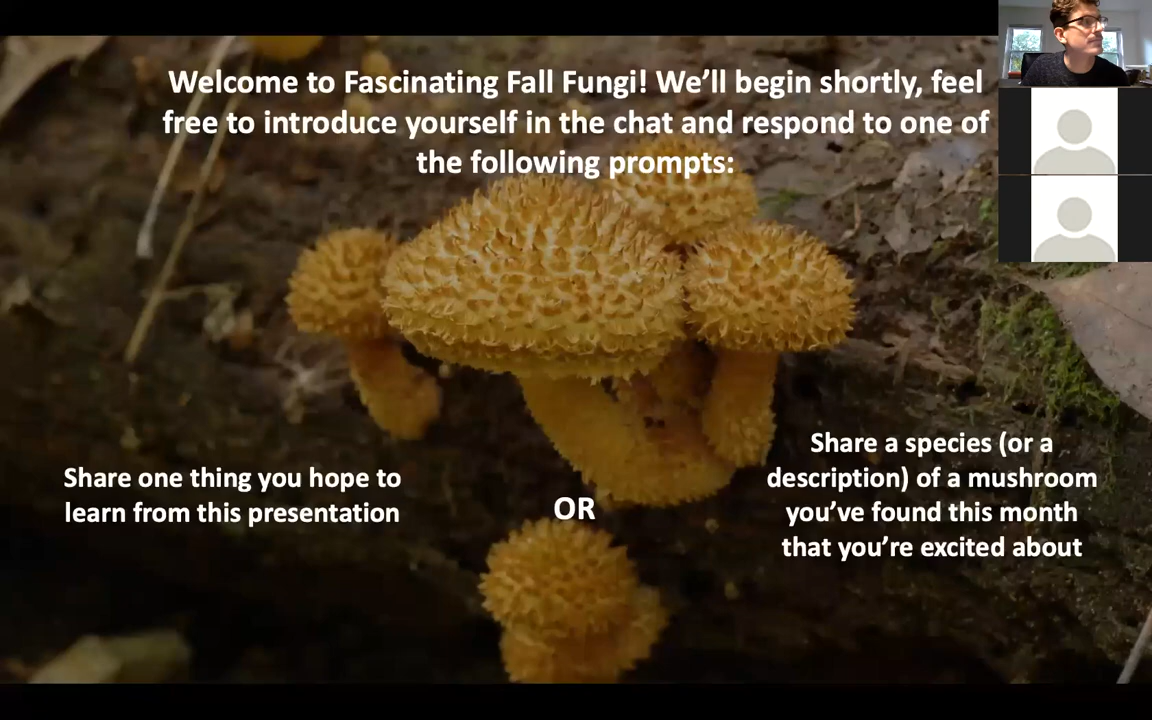 Welcome to Fascinating Fall Fungi! We’ll begin shortly, feel
free to introduce yourself in the chat and respond to one of
the following prompts:
Share one thing you hope to
learn from this presentation
OR
Share a species (or a
description) of a mushroom
you’ve found this month
that you’re excited about